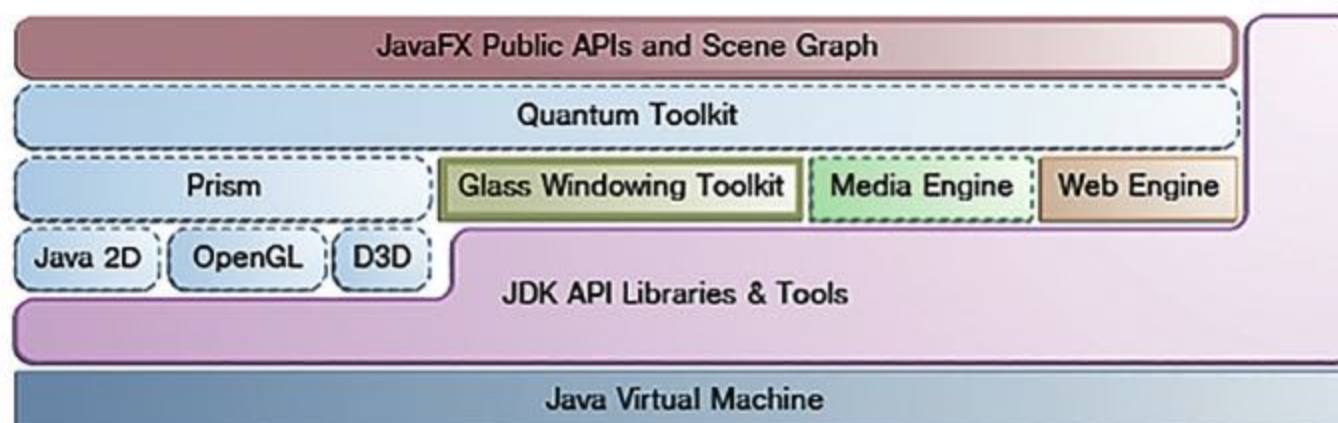 JavaFX Public APIs and Scene Graph
Quantum Toolkit
Prism
Glass Windowing Toolkit
Media Engine
Web Engine
Java 2D
OpenGL
D3D
JDK API Libraries & Tools
Java Virtual Machine